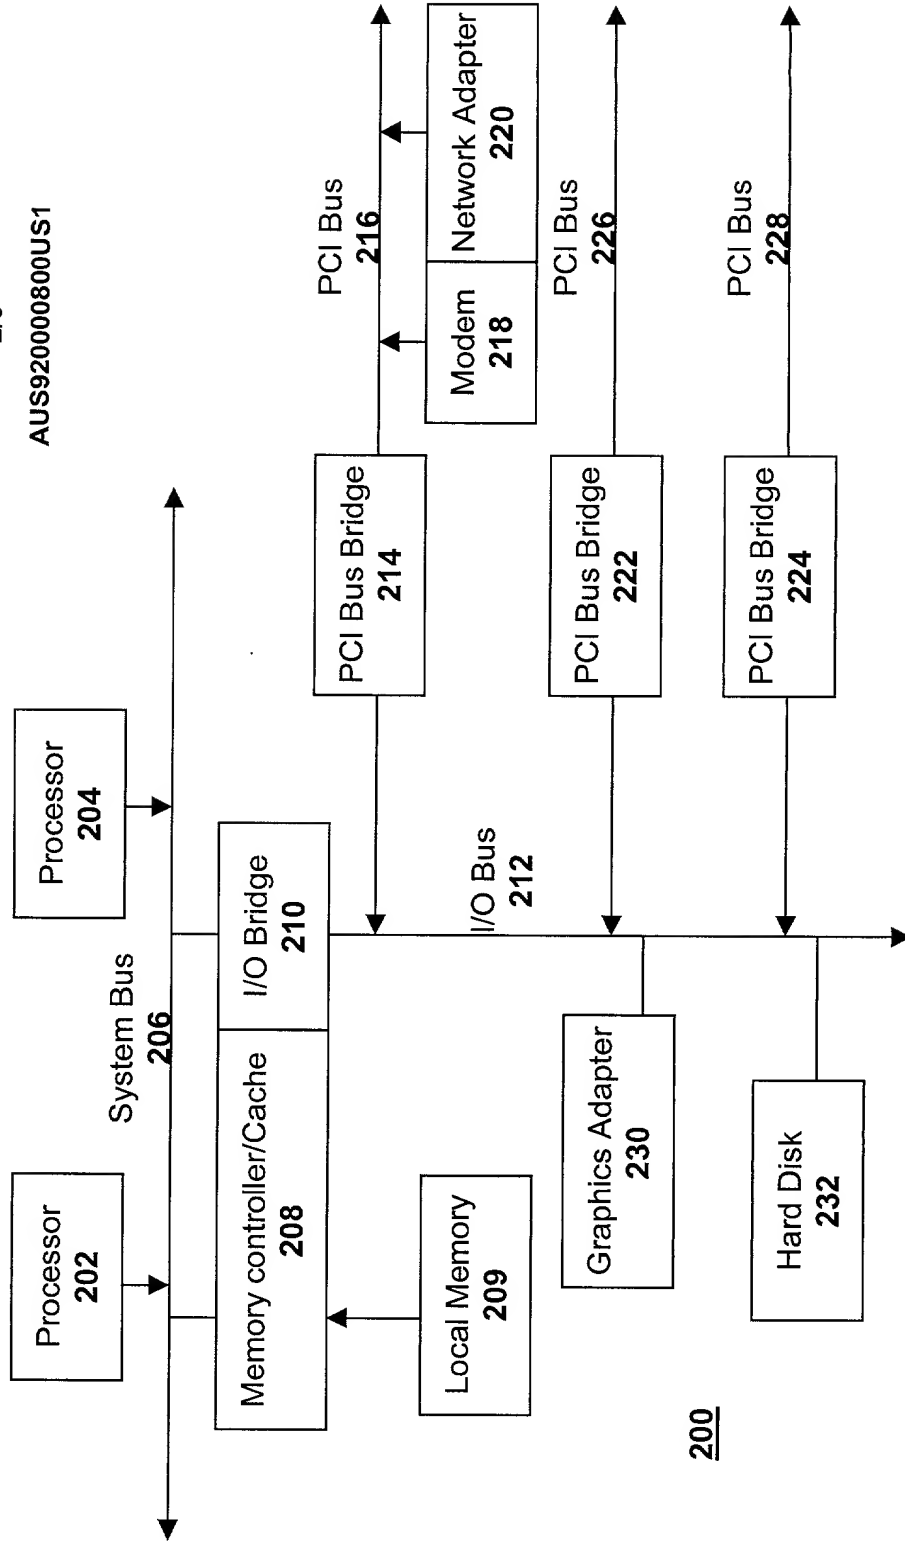 AUS920000800US1
Processor
202
Processor
204
System Bus
206
Memory controller/Cache
208
I/O Bridge
210
Local Memory
209
PCI Bus Bridge
214
PCI Bus
216
Modem
218
Network Adapter
220
I/O Bus
212
PCI Bus Bridge
222
PCI Bus
226
Graphics Adapter
230
PCI Bus Bridge
224
PCI Bus
228
Hard Disk
232
200